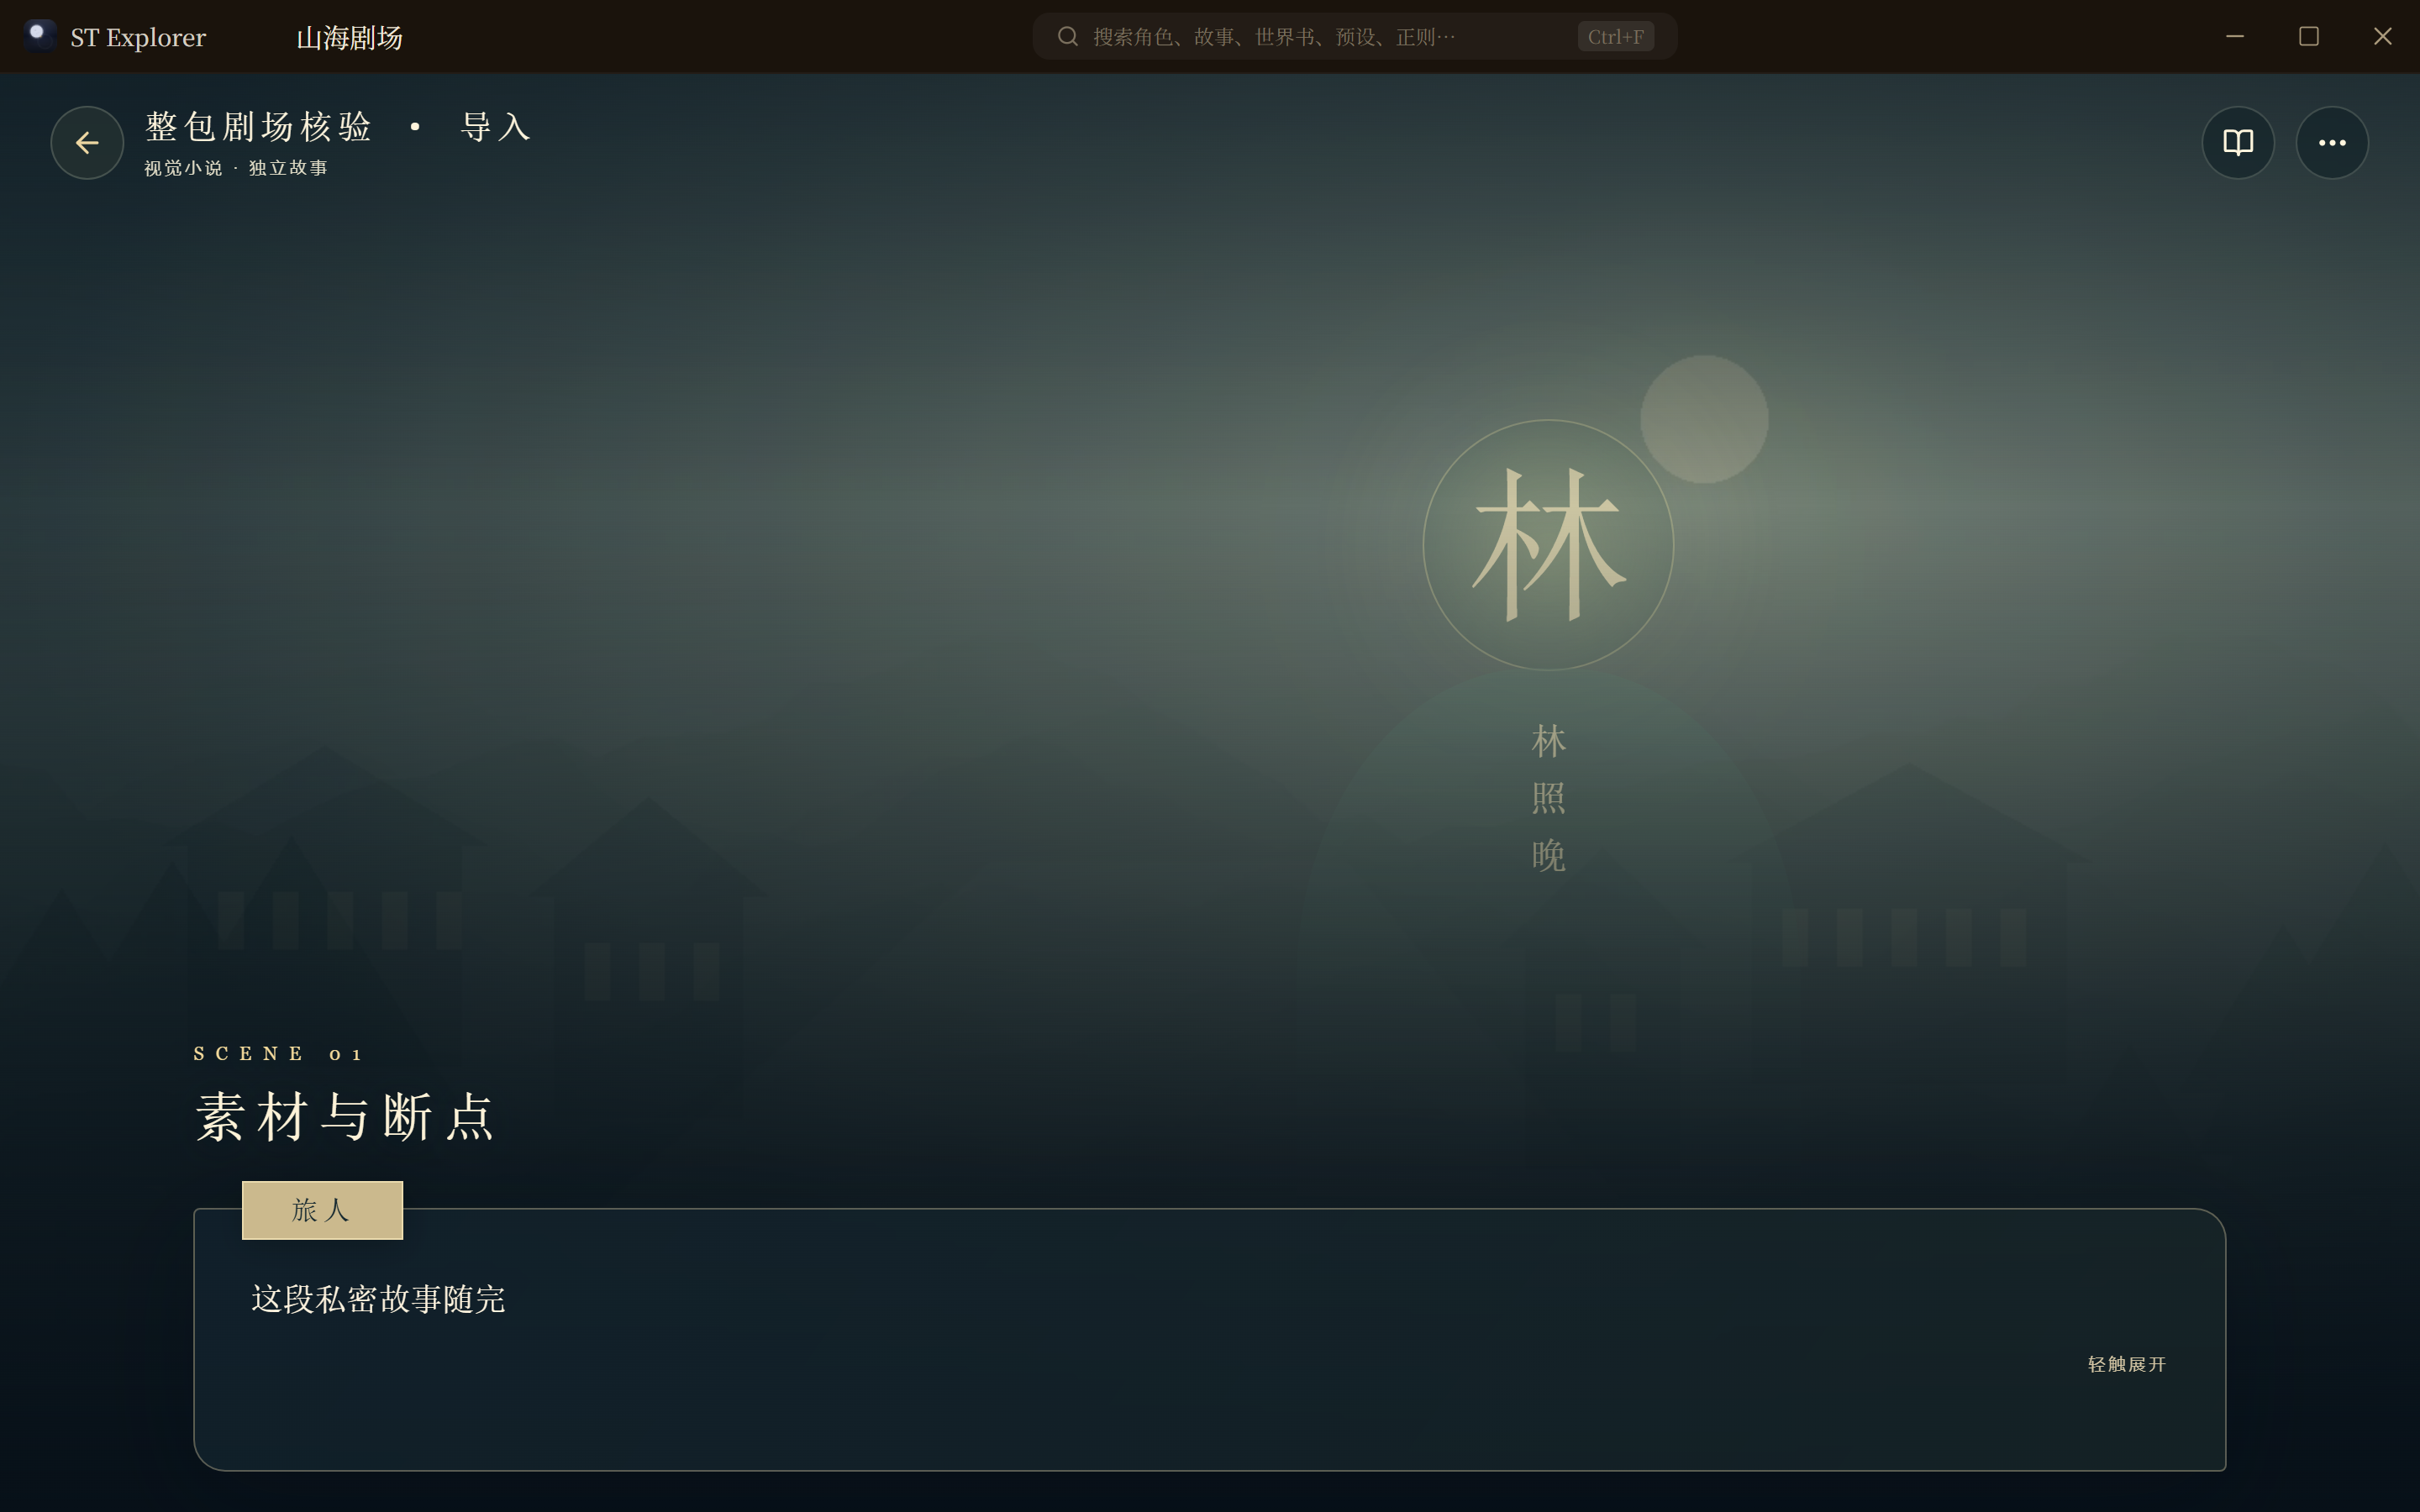 ST Explorer
山海剧场
搜索角色、故事、世界书、预设、正则…
Ctrl+F
整包剧场核验 • 导入
视觉小说 · 独立故事
林
林
照
晚
SCENE 01
素材与断点
旅人
这段私密故事随完
轻触展开